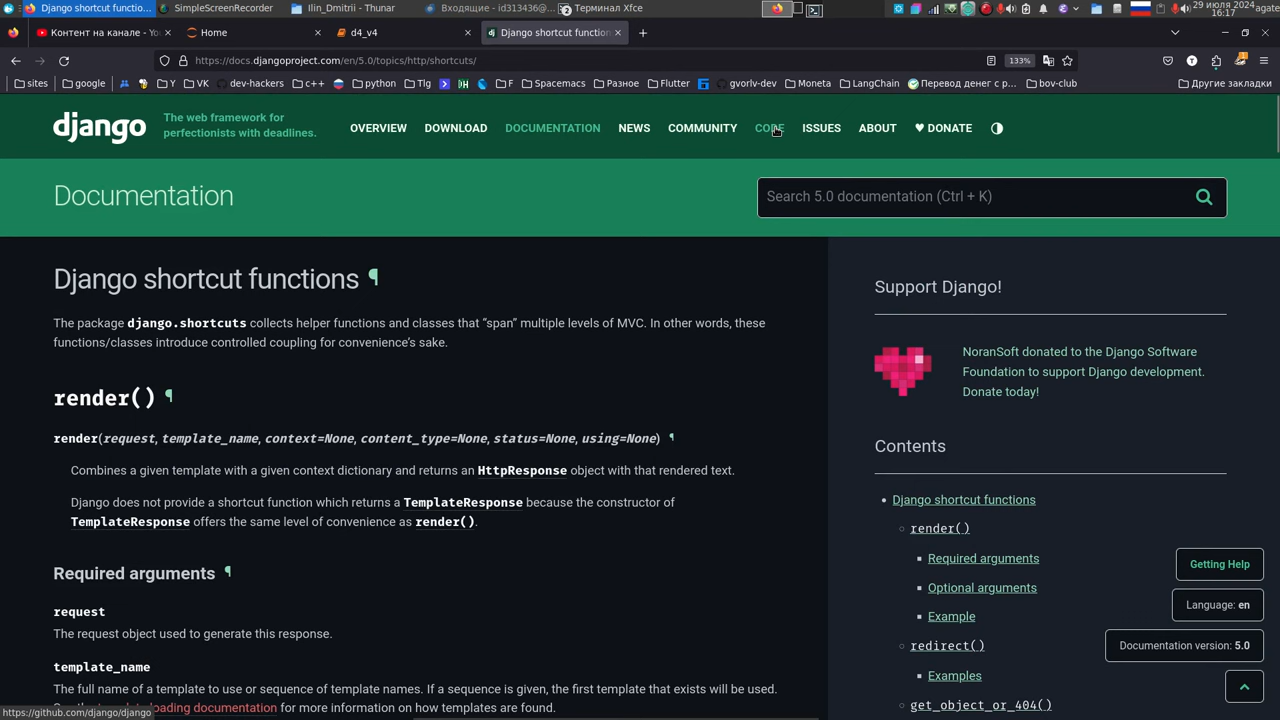 Django shortcut functio...
SimpleScreenRecorder
Ilin_Dmitrii - Thunar
Входящие - id313436@...
Терминал Xfce
29 июля 2024
16:17
agate
Контент на канале - Yo
Home
d4_v4
Django shortcut function
https://docs.djangoproject.com/en/5.0/topics/http/shortcuts/
133%
sites
google
Y
VK
dev-hackers
c++
python
Tlg
F
Spacemacs
Разное
Flutter
gvorlv-dev
Moneta
LangChain
Перевод денег с р...
bov-club
Другие закладки
django
The web framework for
perfectionists with deadlines.
OVERVIEW
DOWNLOAD
DOCUMENTATION
NEWS
COMMUNITY
CODE
ISSUES
ABOUT
♥ DONATE
Documentation
Search 5.0 documentation (Ctrl + K)
Django shortcut functions ¶
The package django.shortcuts collects helper functions and classes that “span” multiple levels of MVC. In other words, these
functions/classes introduce controlled coupling for convenience’s sake.
render() ¶
render(request, template_name, context=None, content_type=None, status=None, using=None) ¶
Combines a given template with a given context dictionary and returns an HttpResponse object with that rendered text.
Django does not provide a shortcut function which returns a TemplateResponse because the constructor of
TemplateResponse offers the same level of convenience as render().
Required arguments ¶
request
The request object used to generate this response.
template_name
The full name of a template to use or sequence of template names. If a sequence is given, the first template that exists will be used.
loading documentation for more information on how templates are found.
https://github.com/django/django
Support Django!
NoranSoft donated to the Django Software
Foundation to support Django development.
Donate today!
Contents
Django shortcut functions
render()
Required arguments
Optional arguments
Example
redirect()
Examples
get_object_or_404()
Getting Help
Language: en
Documentation version: 5.0